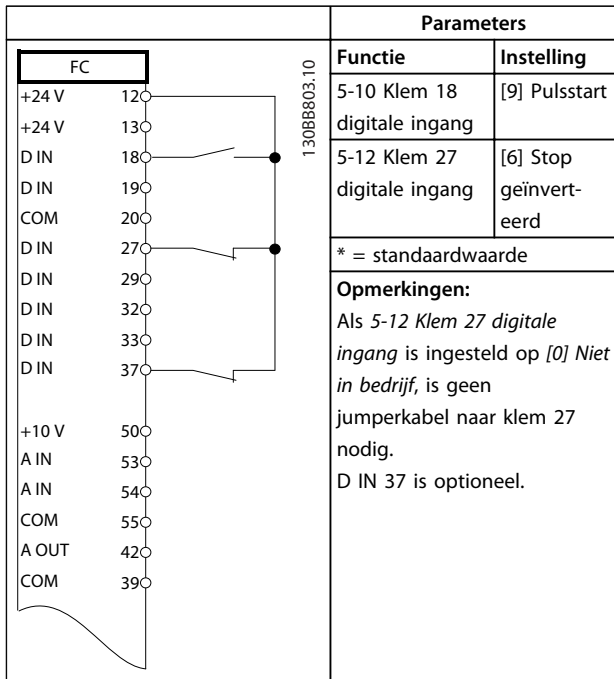 Parameters
FC
130BB803.10
+24 V 12
+24 V 13
D IN 18
D IN 19
COM 20
D IN 27
D IN 29
D IN 32
D IN 33
D IN 37
+10 V 50
A IN 53
A IN 54
COM 55
A OUT 42
COM 39
Functie Instelling
5-10 Klem 18 [9] Pulsstart
digitale ingang
5-12 Klem 27 [6] Stop
digitale ingang geïnvert-
eerd
* = standaardwaarde
Opmerkingen:
Als 5-12 Klem 27 digitale
ingang is ingesteld op [0] Niet
in bedrijf, is geen
jumperkabel naar klem 27
nodig.
D IN 37 is optioneel.